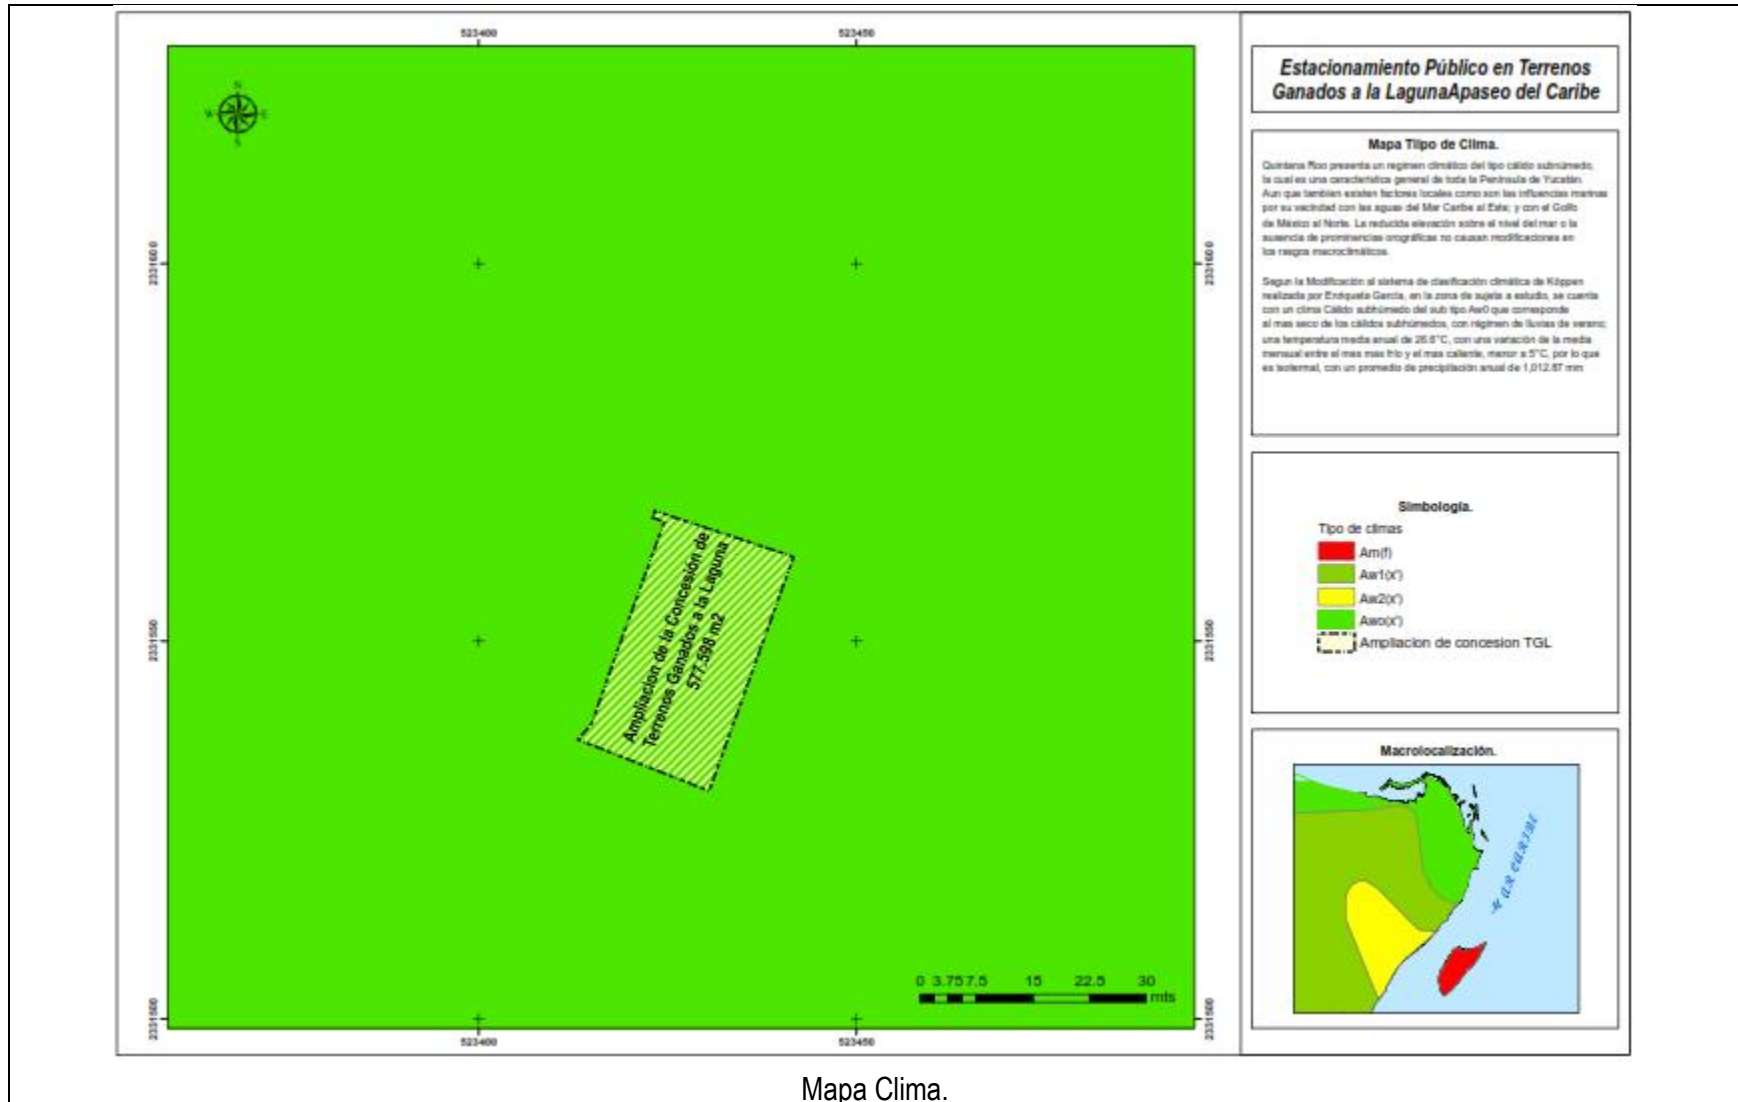 523400
523450
N
W
E
S
2331600
2331600
2331550
2331550
2331500
2331500
Ampliacion de la Concesión de
Terrenos Ganados a la Laguna
577.598 m2
0 3.75 7.5 15 22.5 30
mts
523400
523450
Estacionamiento Público en Terrenos
Ganados a la LagunaApaseo del Caribe
Mapa TIipo de Clima.
Quintana Roo presenta un regimen climático del tipo cálido subhúmedo,
la cual es una característica general de toda la Península de Yucatán.
Aun que tambien existen factores locales como son las influencias marinas
por su vecindad con las aguas del Mar Caribe al Este; y con el Golfo
de México al Norte. La reducida elevación sobre el nivel del mar o la
ausencia de prominencias orográficas no causan modificaciones en
los rasgos macroclimáticos.
Segun la Modificación al sistema de clasificación climática de Köppen
realizada por Enriqueta García, en la zona de sujeta a estudio, se cuenta
con un clima Cálido subhúmedo del sub tipo Aw0 que corresponde
al mas seco de los cálidos subhúmedos, con régimen de lluvias de verano;
una temperatura media anual de 26.6°C, con una variación de la media
mensual entre el mes mas frío y el mas caliente, menor a 5°C, por lo que
es isotermal, con un promedio de precipitación anual de 1,012.87 mm
Simbología.
Tipo de climas
Am(f)
Aw1(x')
Aw2(x')
Awo(x')
Ampliacion de concesion TGL
Macrolocalización.
MAR CARIBE
Mapa Clima.